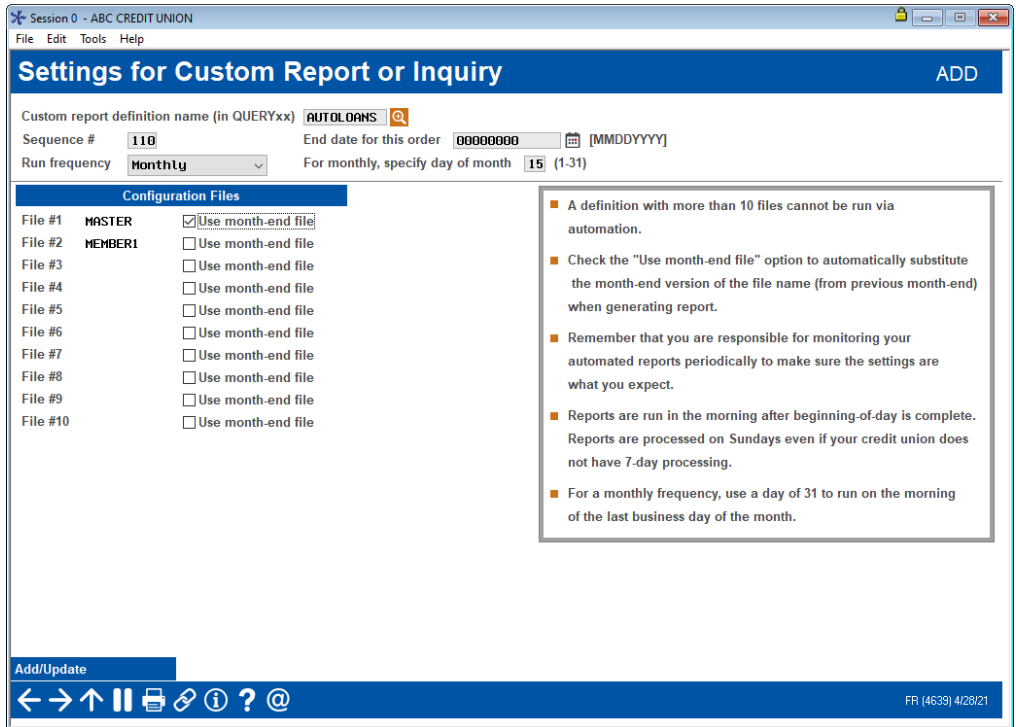 Session 0 - ABC CREDIT UNION
File Edit Tools Help
Settings for Custom Report or Inquiry ADD
Custom report definition name (in QUERYxx) AUTOLOANS
Sequence # 110 End date for this order 00000000 [MMDDYYYY]
Run frequency Monthly For monthly, specify day of month 15 (1-31)
Configuration Files
File #1 MASTER Use month-end file
File #2 MEMBER1 Use month-end file
File #3 Use month-end file
File #4 Use month-end file
File #5 Use month-end file
File #6 Use month-end file
File #7 Use month-end file
File #8 Use month-end file
File #9 Use month-end file
File #10 Use month-end file
A definition with more than 10 files cannot be run via
automation.
Check the "Use month-end file" option to automatically substitute
the month-end version of the file name (from previous month-end)
when generating report.
Remember that you are responsible for monitoring your
automated reports periodically to make sure the settings are
what you expect.
Reports are run in the morning after beginning-of-day is complete.
Reports are processed on Sundays even if your credit union does
not have 7-day processing.
For a monthly frequency, use a day of 31 to run on the morning
of the last business day of the month.
Add/Update
FR (4639) 4/28/21